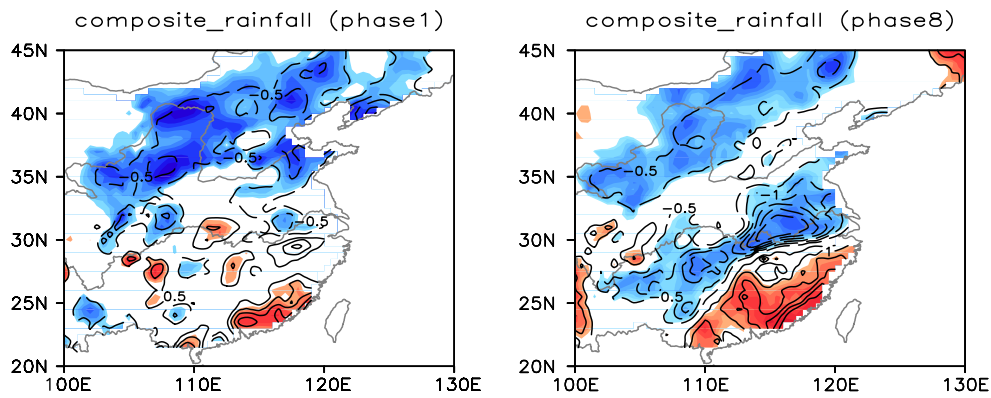 composite_rainfall (phase1)
45N
40N
35N
30N
25N
20N
100E
110E
120E
130E
-0.5
-0.5
-0.5
-0.5
0.5
composite_rainfall (phase8)
45N
40N
35N
30N
25N
20N
100E
110E
120E
130E
0
-0.5
-0.5
-1
-0.5
1